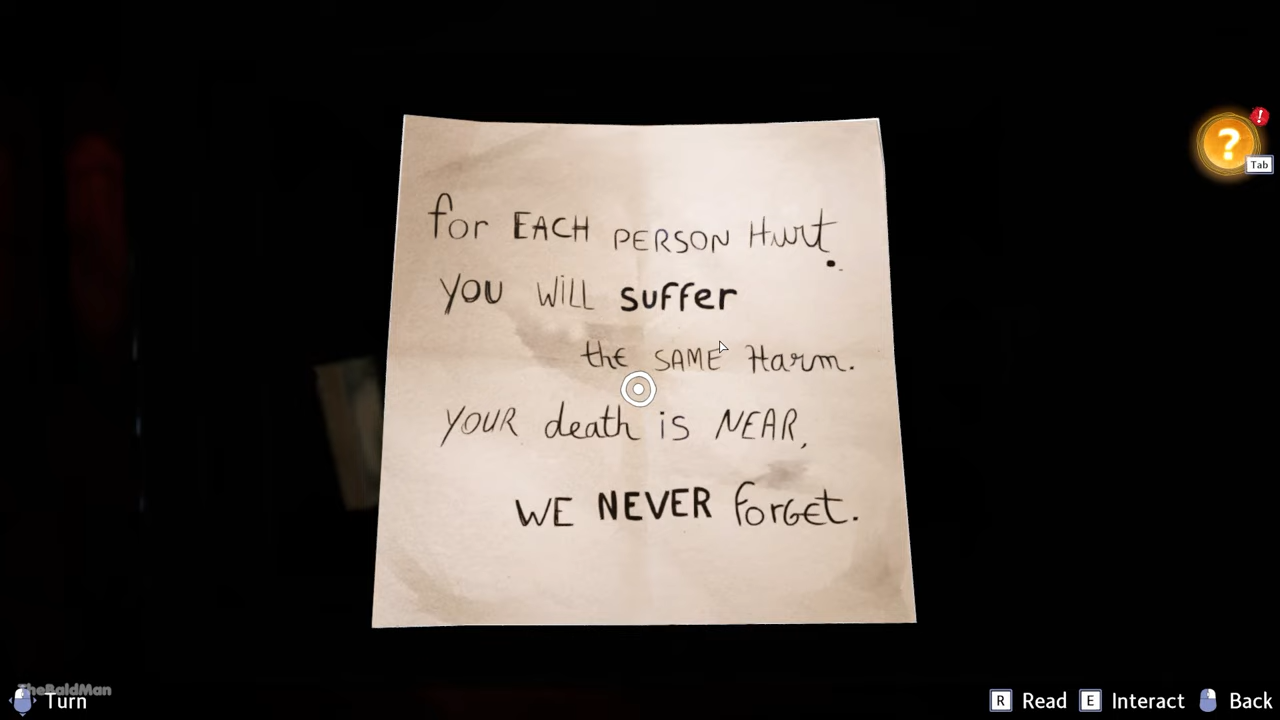 for EACH PERSON Hurt.
you WiLL suffer
the SAME Harm.
YOUR death is NEAR,
WE NEVER forGet.
?
!
Tab
TheBaldMan
Turn
R Read E Interact Back